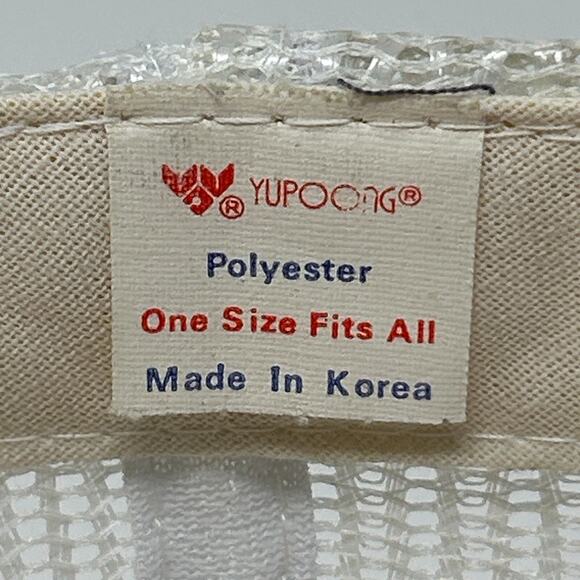 ® YUPOONG®
Polyester
One Size Fits All
Made In Korea